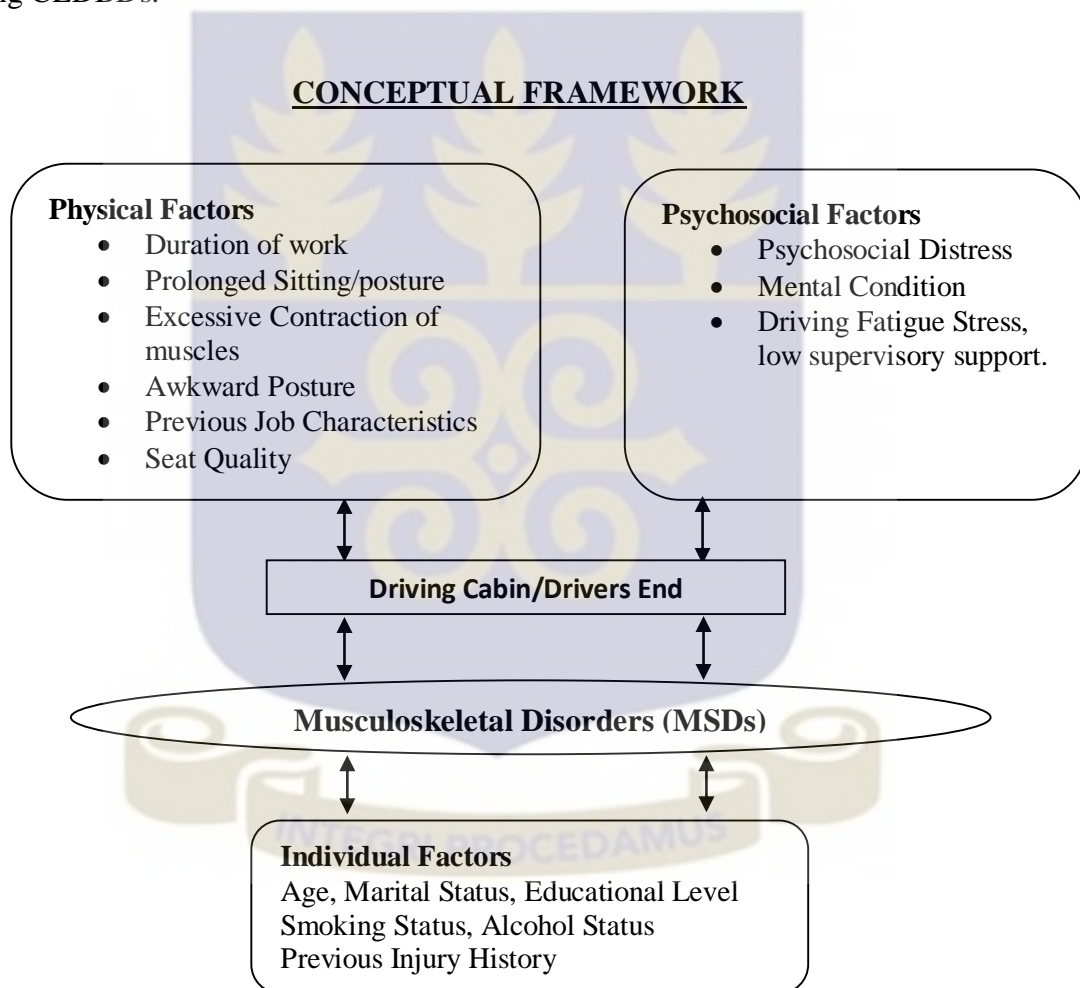 CONCEPTUAL FRAMEWORK
Physical Factors
• Duration of work
• Prolonged Sitting/posture
• Excessive Contraction of
muscles
• Awkward Posture
• Previous Job Characteristics
• Seat Quality
Psychosocial Factors
• Psychosocial Distress
• Mental Condition
• Driving Fatigue Stress,
low supervisory support.
Driving Cabin/Drivers End
Musculoskeletal Disorders (MSDs)
INTEGRI PROCEDAMUS
Individual Factors
Age, Marital Status, Educational Level
Smoking Status, Alcohol Status
Previous Injury History